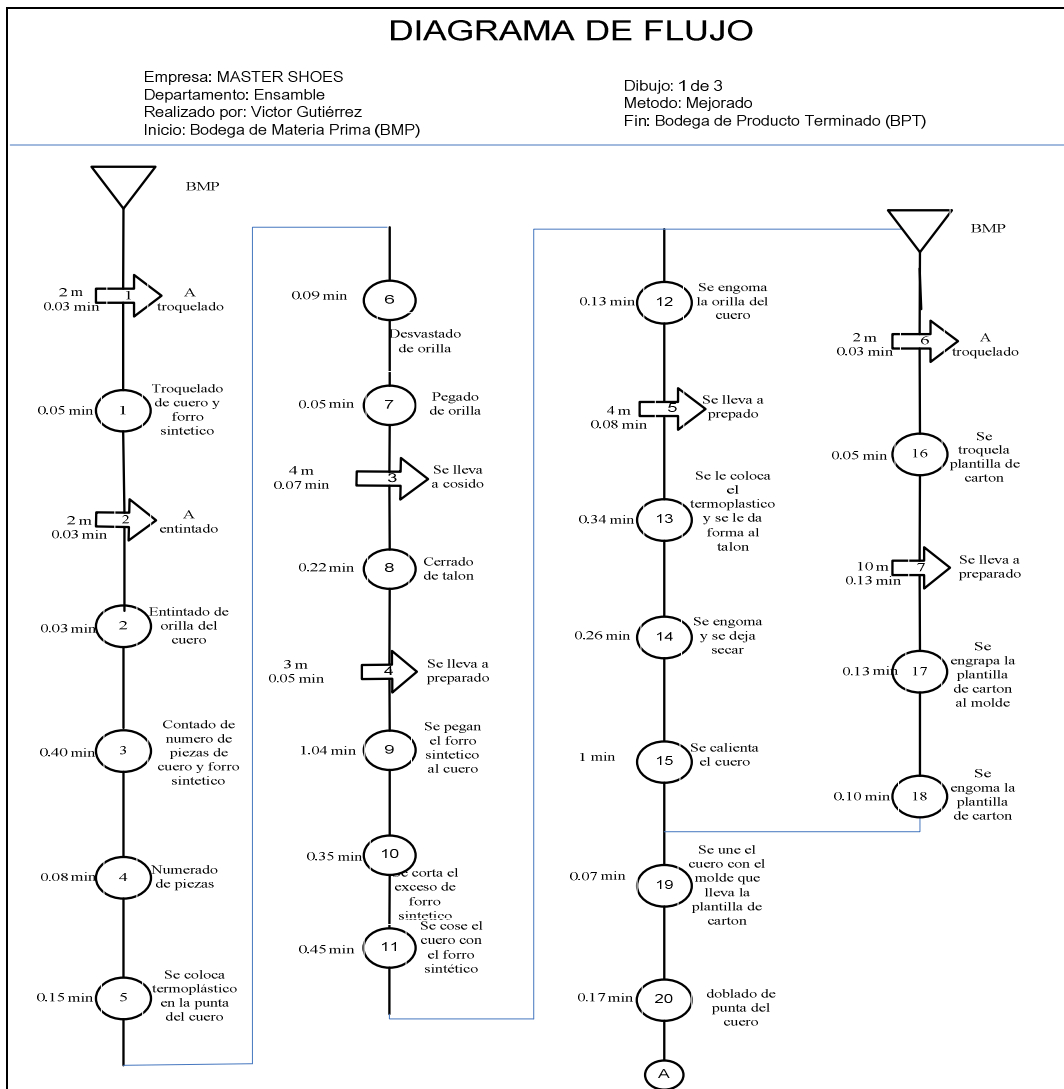 DIAGRAMA DE FLUJO
Empresa: MASTER SHOES
Departamento: Ensamble
Realizado por: Victor Gutiérrez
Inicio: Bodega de Materia Prima (BMP)
Dibujo: 1 de 3
Metodo: Mejorado
Fin: Bodega de Producto Terminado (BPT)
BMP
2 m
0.03 min
1
A
troquelado
0.05 min
1
Troquelado
de cuero y
forro
sintetico
2 m
0.03 min
2
A
entintado
0.03 min
2
Entintado de
orilla del
cuero
0.40 min
3
Contado de
numero de
piezas de
cuero y forro
sintetico
0.08 min
4
Numerado
de piezas
0.15 min
5
Se coloca
termoplástico
en la punta
del cuero
0.09 min
6
Desvastado
de orilla
0.05 min
7
Pegado de
orilla
4 m
0.07 min
3
Se lleva
a cosido
0.22 min
8
Cerrado
de talon
3 m
0.05 min
4
Se lleva a
preparado
1.04 min
9
Se pegan
el forro
sintetico
al cuero
0.35 min
10
Se corta el
exceso de
forro
sintetico
0.45 min
11
Se cose el
cuero con
el forro
sintético
0.13 min
12
Se engoma
la orilla del
cuero
4 m
0.08 min
5
Se lleva a
prepado
0.34 min
13
Se le coloca
el
termoplastico
y se le da
forma al
talon
0.26 min
14
Se engoma
y se deja
secar
1 min
15
Se calienta
el cuero
0.07 min
19
Se une el
cuero con el
molde que
lleva la
plantilla de
carton
0.17 min
20
doblado de
punta del
cuero
A
BMP
2 m
0.03 min
6
A
troquelado
0.05 min
16
Se
troquela
plantilla de
carton
10 m
0.13 min
7
Se lleva a
preparado
0.13 min
17
Se
engrapa la
plantilla
de carton
al molde
0.10 min
18
Se
engoma la
plantilla
de carton